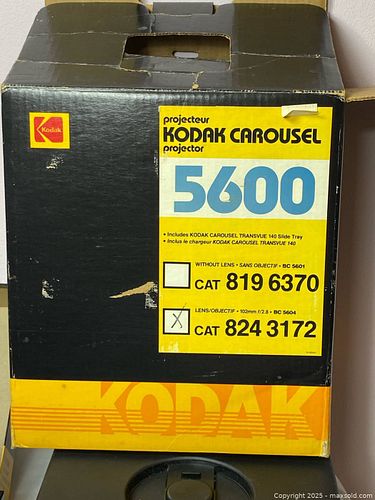 Kodak
projecteur
KODAK CAROUSEL
projector
5600
• Includes KODAK CAROUSEL TRANSVUE 140 Slide Tray
• Inclus le chargeur KODAK CAROUSEL TRANSVUE 140
WITHOUT LENS • SANS OBJECTIF • BC 5601
CAT 819 6370
LENS/OBJECTIF • 102mm f/2.8 • BC 5604
X
CAT 824 3172
KODAK
Copyright 2025 - maxsold.com